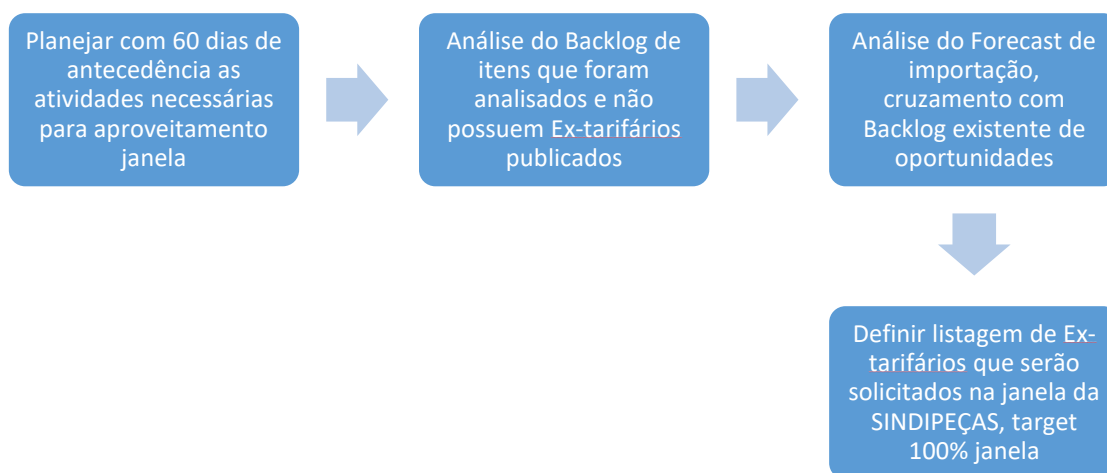 Planejar com 60 dias de
antecedência as
atividades necessárias
para aproveitamento
janela
Análise do Backlog de
itens que foram
analisados e não
possuem Ex-tarifários
publicados
Análise do Forecast de
importação,
cruzamento com
Backlog existente de
oportunidades
Definir listagem de Ex-
tarifários que serão
solicitados na janela da
SINDIPEÇAS, target
100% janela